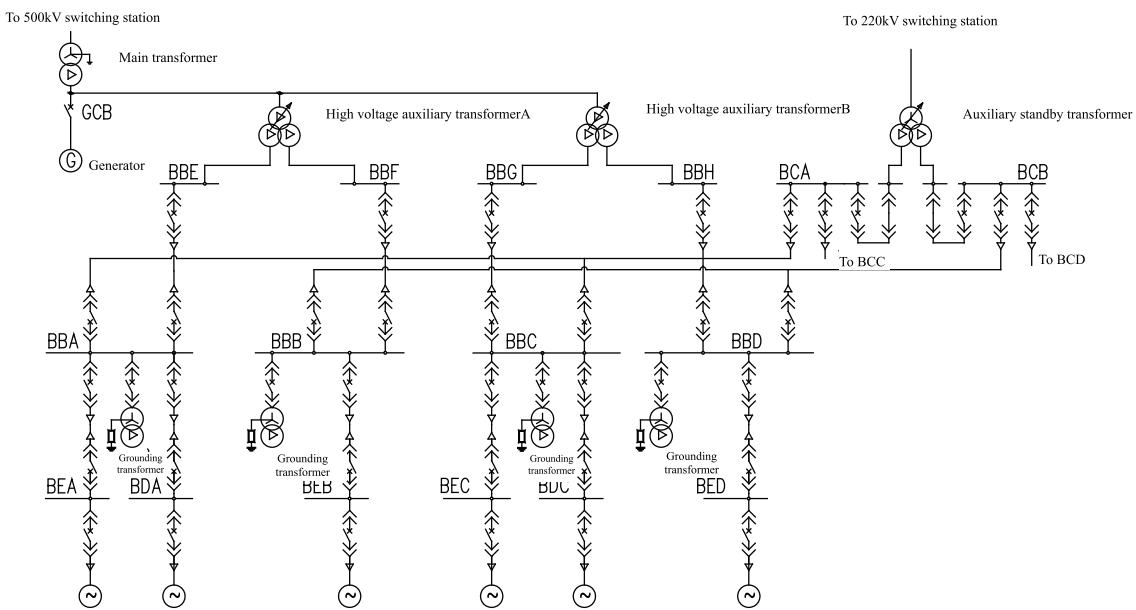 To 500kV switching station
To 220kV switching station
Main transformer
GCB
High voltage auxiliary transformerA
High voltage auxiliary transformerB
Auxiliary standby transformer
G
Generator
BBE
BBF
BBG
BBH
BCA
BCB
To BCC
To BCD
BBA
BBB
BBC
BBD
Grounding
transformer
Grounding
transformer
Grounding
transformer
Grounding
transformer
BEA
BDA
BEB
BEC
BDC
BED
~
~
~
~
~
~